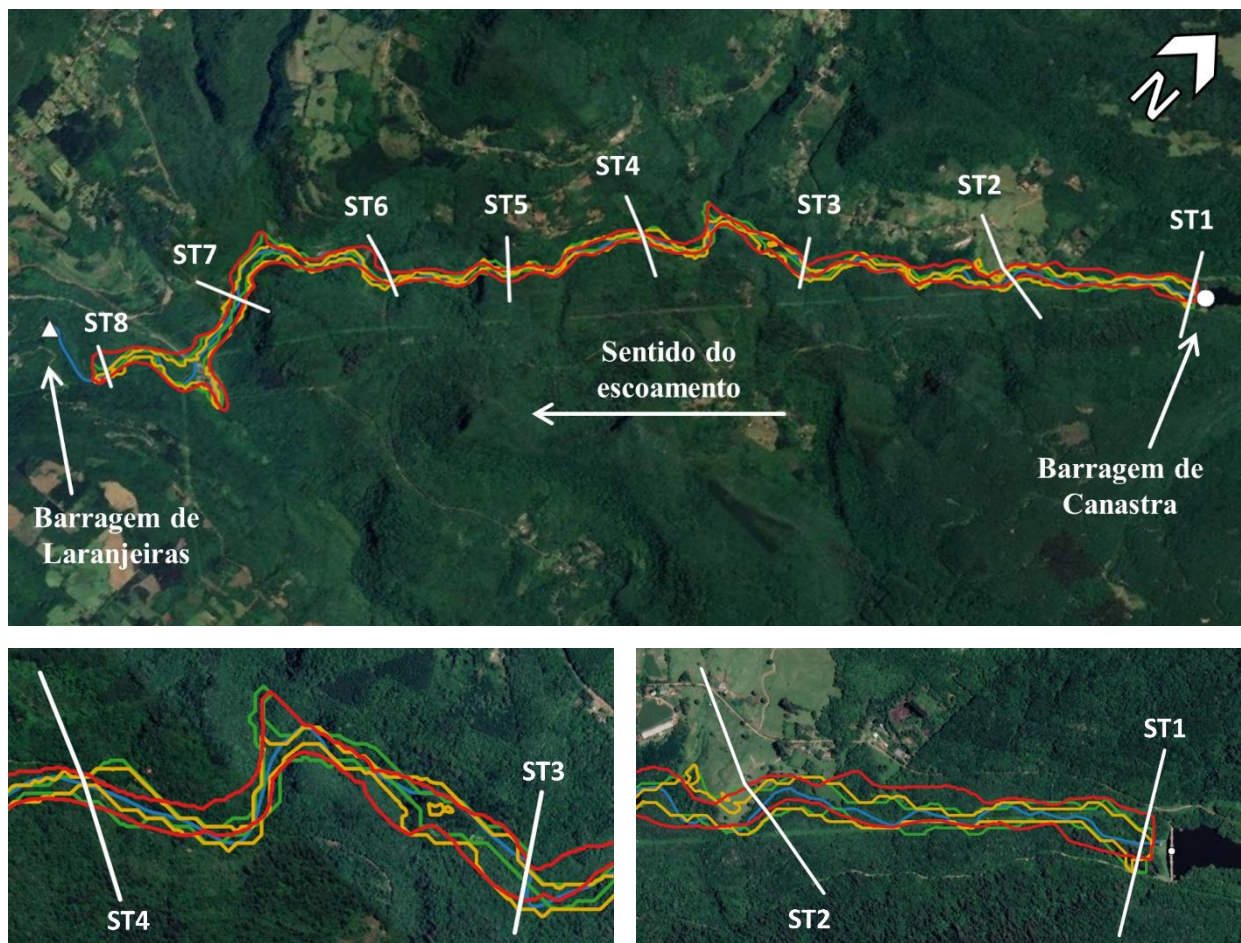 N
ST4
ST2
ST3
ST6
ST5
ST1
ST7
ST8
Sentido do
escoamento
Barragem de
Canastra
Barragem de
Laranjeiras
ST3
ST4
ST1
ST2